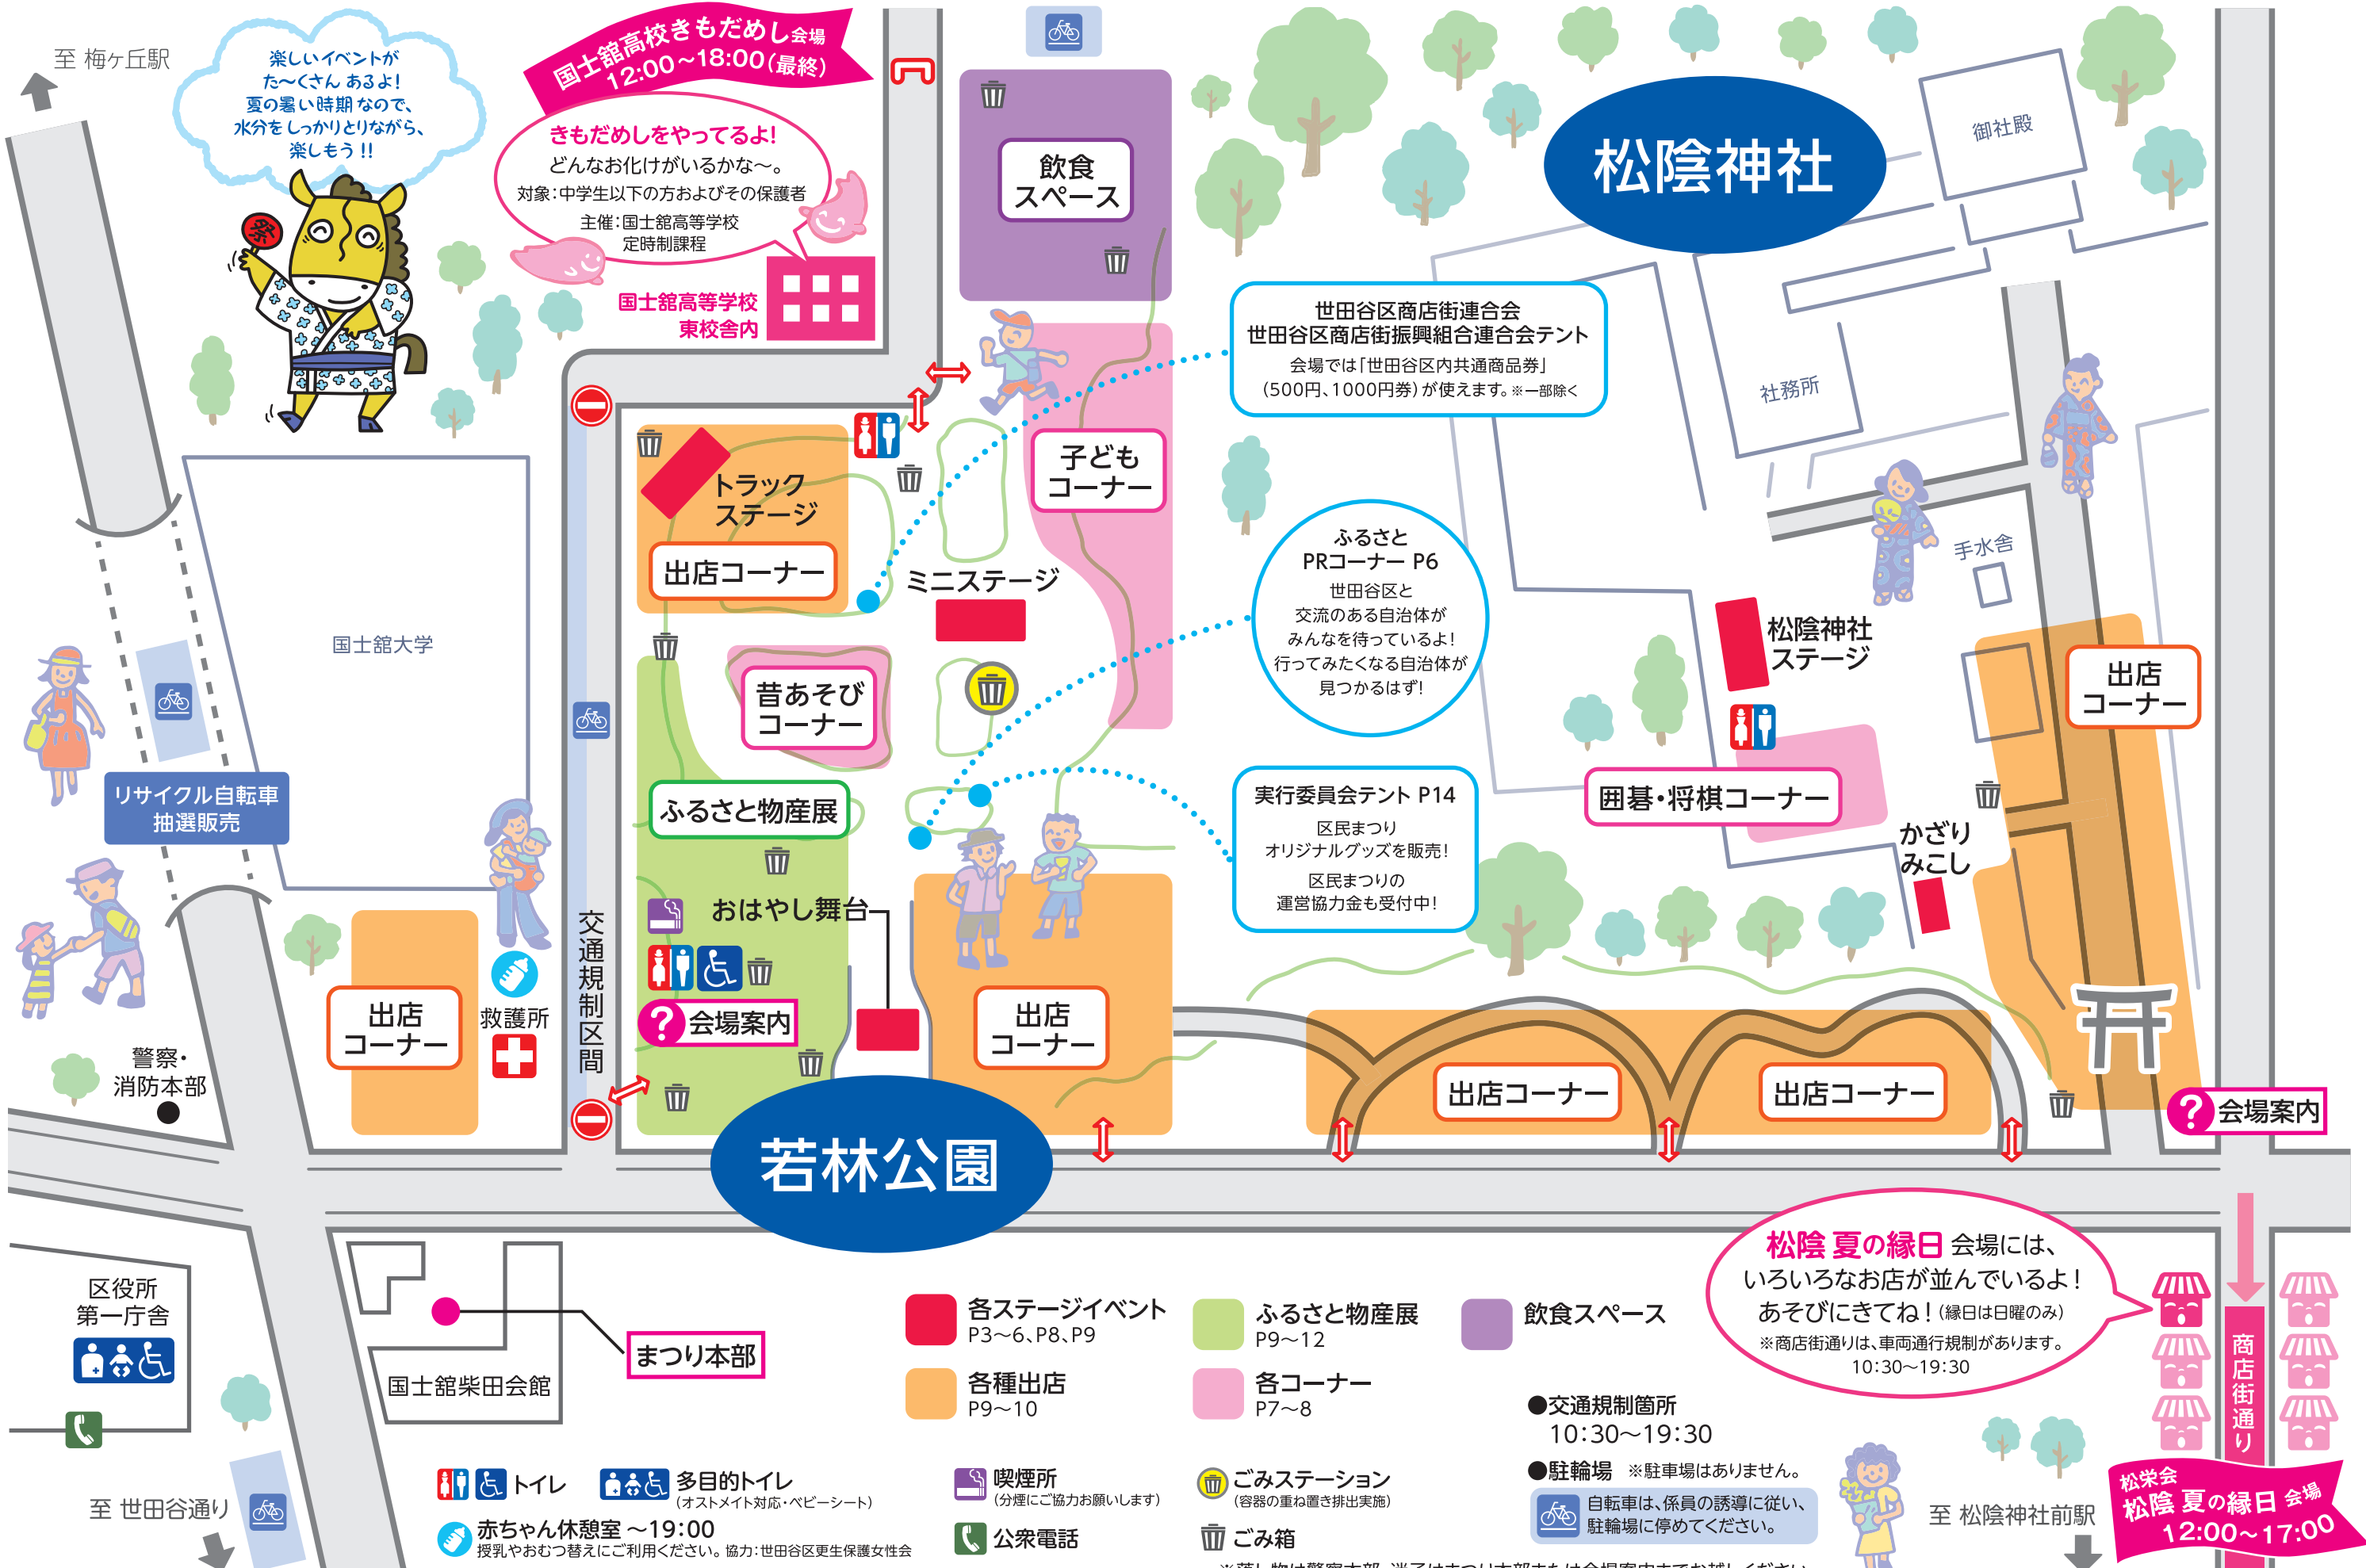 至 梅ヶ丘駅
楽しいイベントが
た〜くさん あるよ!
夏の暑い時期 なので、
水分をしっかりとりながら、
楽しもう !!
祭
国士舘高校きもだめし会場
12:00〜18:00(最終)
きもだめしをやってるよ!
どんなお化けがいるかな〜。
対象:中学生以下の方およびその保護者
主催:国士舘高等学校
定時制課程
国士舘高等学校
東校舎内
飲食
スペース
松陰神社
御社殿
世田谷区商店街連合会
世田谷区商店街振興組合連合会テント
会場では「世田谷区内共通商品券」
(500円、1000円券)が使えます。※一部除く
社務所
子ども
コーナー
トラック
ステージ
出店コーナー
ミニステージ
ふるさと
PRコーナー P6
世田谷区と
交流のある自治体が
みんなを待っているよ!
行ってみたくなる自治体が
見つかるはず!
手水舎
松陰神社
ステージ
出店
コーナー
国士舘大学
昔あそび
コーナー
リサイクル自転車
抽選販売
ふるさと物産展
実行委員会テント P14
区民まつり
オリジナルグッズを販売!
区民まつりの
運営協力金も受付中!
囲碁・将棋コーナー
かざり
みこし
おはやし舞台
交通規制区間
出店
コーナー
救護所
?会場案内
出店
コーナー
出店コーナー
出店コーナー
警察・
消防本部
?会場案内
若林公園
松陰 夏の縁日 会場には、
いろいろなお店が並んでいるよ!
あそびにきてね!(縁日は日曜のみ)
※商店街通りは、車両通行規制があります。
10:30〜19:30
商店街通り
区役所
第一庁舎
まつり本部
国士舘柴田会館
各ステージイベント
P3〜6、P8、P9
ふるさと物産展
P9〜12
飲食スペース
各種出店
P9〜10
各コーナー
P7〜8
●交通規制箇所
10:30〜19:30
●駐輪場 ※駐車場はありません。
自転車は、係員の誘導に従い、
駐輪場に停めてください。
トイレ
多目的トイレ
(オストメイト対応・ベビーシート)
喫煙所
(分煙にご協力お願いします)
ごみステーション
(容器の重ね置き排出実施)
赤ちゃん休憩室 〜19:00
授乳やおむつ替えにご利用ください。協力:世田谷区更生保護女性会
公衆電話
ごみ箱
至 世田谷通り
至 松陰神社前駅
松栄会
松陰 夏の縁日 会場
12:00〜17:00